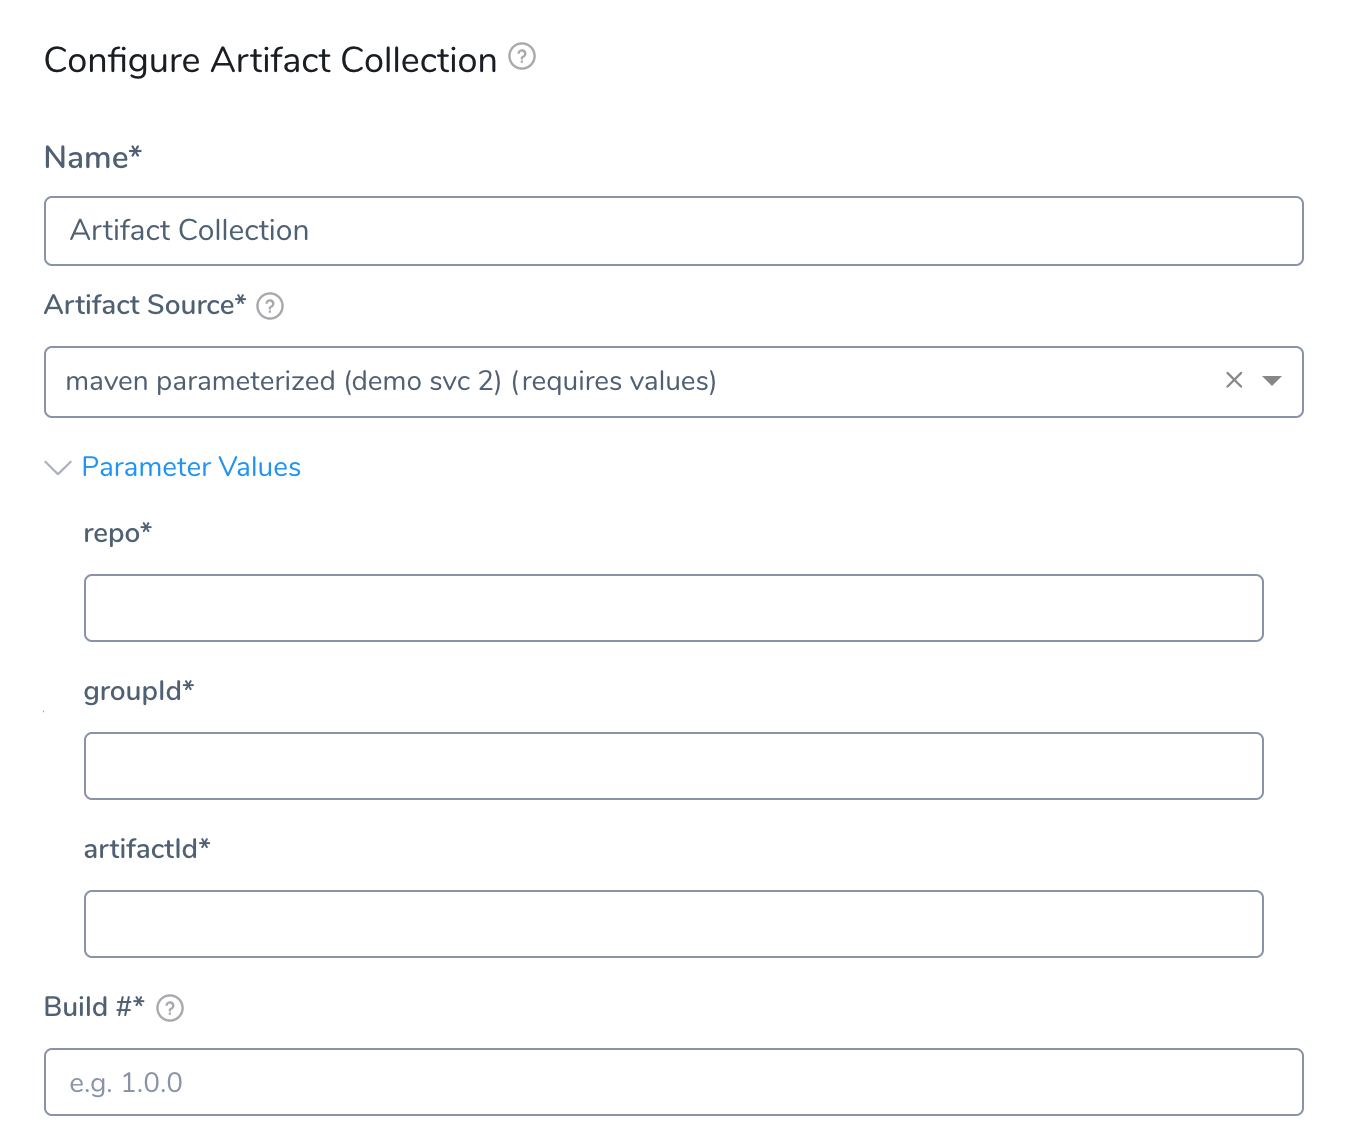 Configure Artifact Collection ?
Name*
Artifact Collection
Artifact Source* ?
maven parameterized (demo svc 2) (requires values)
Parameter Values
repo*
groupId*
artifactId*
Build #* ?
e.g. 1.0.0